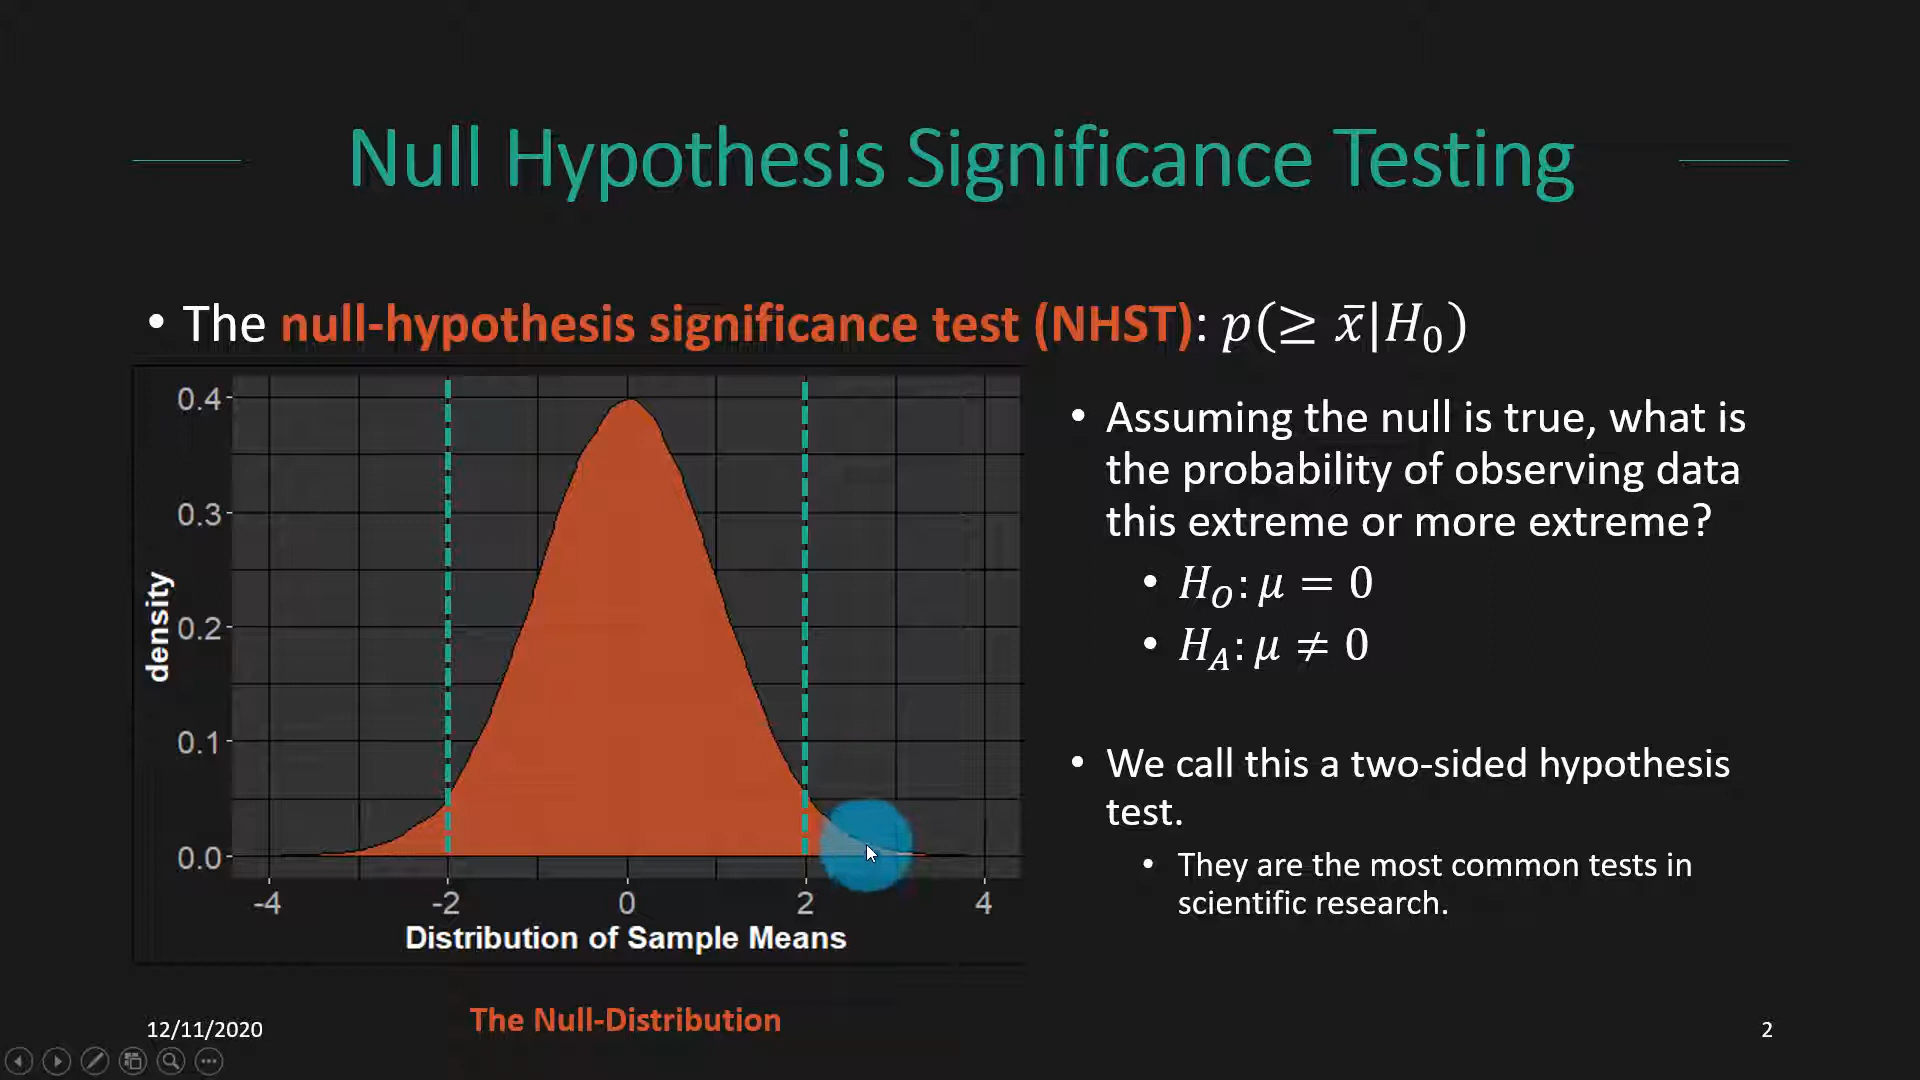 Null Hypothesis Significance Testing
• The null-hypothesis significance test (NHST): p(≥ x̄|H₀)
0.4
0.3
0.2
0.1
0.0
density
-4 -2 0 2 4
Distribution of Sample Means
The Null-Distribution
• Assuming the null is true, what is
the probability of observing data
this extreme or more extreme?
• H_O: μ = 0
• H_A: μ ≠ 0
• We call this a two-sided hypothesis
test.
• They are the most common tests in
scientific research.
12/11/2020
2